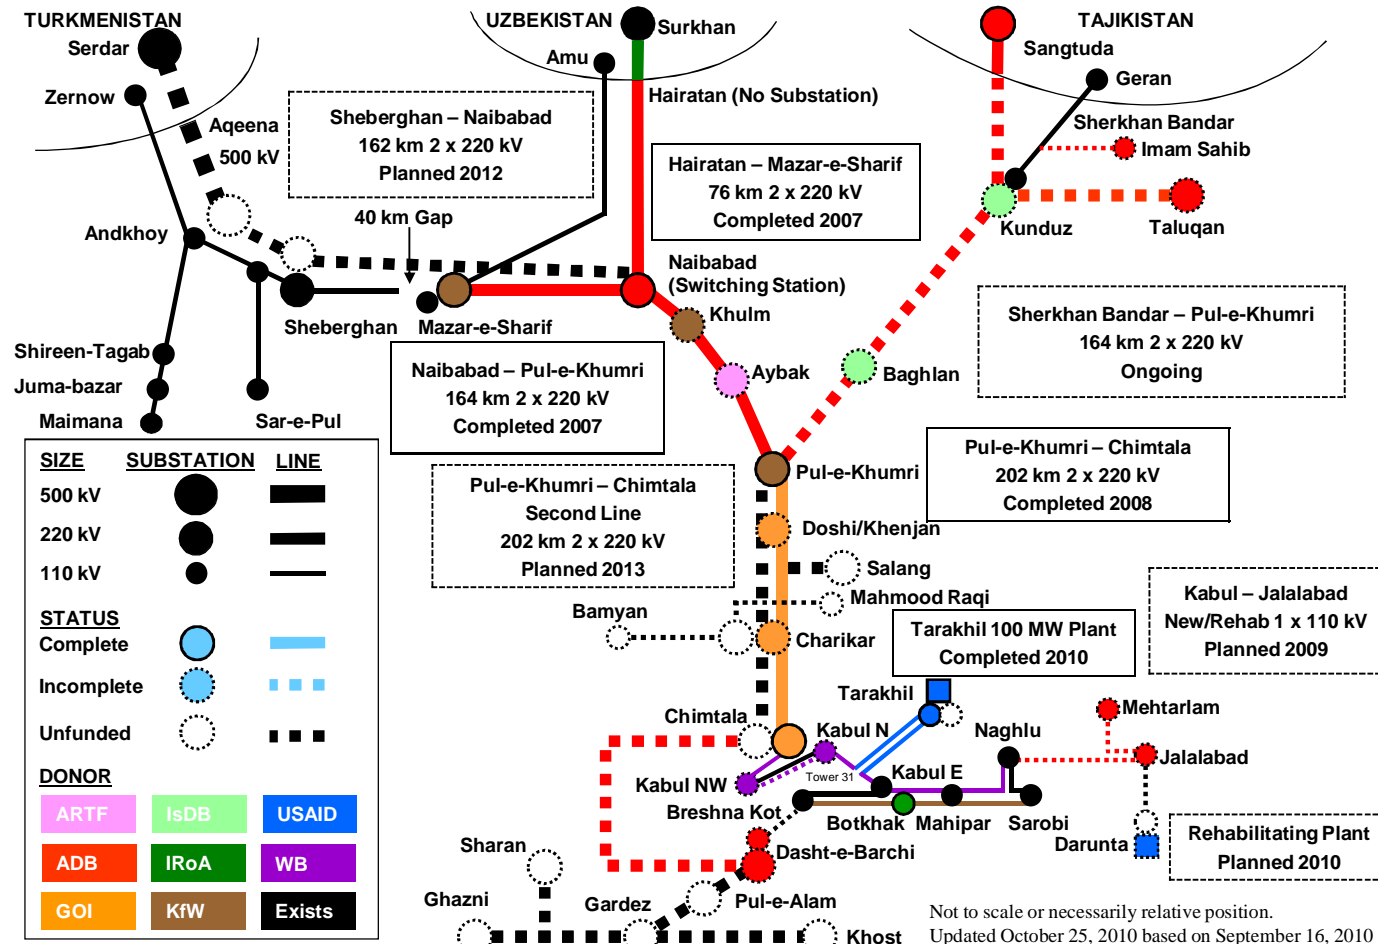 TURKMENISTAN
UZBEKISTAN
TAJIKISTAN
Serdar
Surkhan
Sangtuda
Amu
Geran
Zernow
Hairatan (No Substation)
Aqeena
500 kV
Sheberghan – Naibabad
162 km 2 x 220 kV
Planned 2012
Sherkhan Bandar
Imam Sahib
Hairatan – Mazar-e-Sharif
76 km 2 x 220 kV
Completed 2007
40 km Gap
Andkhoy
Kunduz
Taluqan
Naibabad
(Switching Station)
Sheberghan
Mazar-e-Sharif
Khulm
Sherkhan Bandar – Pul-e-Khumri
164 km 2 x 220 kV
Ongoing
Shireen-Tagab
Juma-bazar
Maimana
Sar-e-Pul
Naibabad – Pul-e-Khumri
164 km 2 x 220 kV
Completed 2007
Aybak
Baghlan
Pul-e-Khumri
Pul-e-Khumri – Chimtala
202 km 2 x 220 kV
Completed 2008
Pul-e-Khumri – Chimtala
Second Line
202 km 2 x 220 kV
Planned 2013
SIZE
SUBSTATION
LINE
500 kV
220 kV
110 kV
STATUS
Complete
Incomplete
Unfunded
DONOR
ARTF
IsDB
USAID
ADB
IRoA
WB
GOI
KfW
Exists
Doshi/Khenjan
Salang
Mahmood Raqi
Bamyan
Charikar
Tarakhil 100 MW Plant
Completed 2010
Kabul – Jalalabad
New/Rehab 1 x 110 kV
Planned 2009
Tarakhil
Chimtala
Kabul N
Naghlu
Mehtarlam
Jalalabad
Kabul NW
Tower 31
Kabul E
Breshna Kot
Botkhak
Mahipar
Sarobi
Darunta
Rehabilitating Plant
Planned 2010
Sharan
Dasht-e-Barchi
Ghazni
Gardez
Pul-e-Alam
Khost
Not to scale or necessarily relative position.
Updated October 25, 2010 based on September 16, 2010